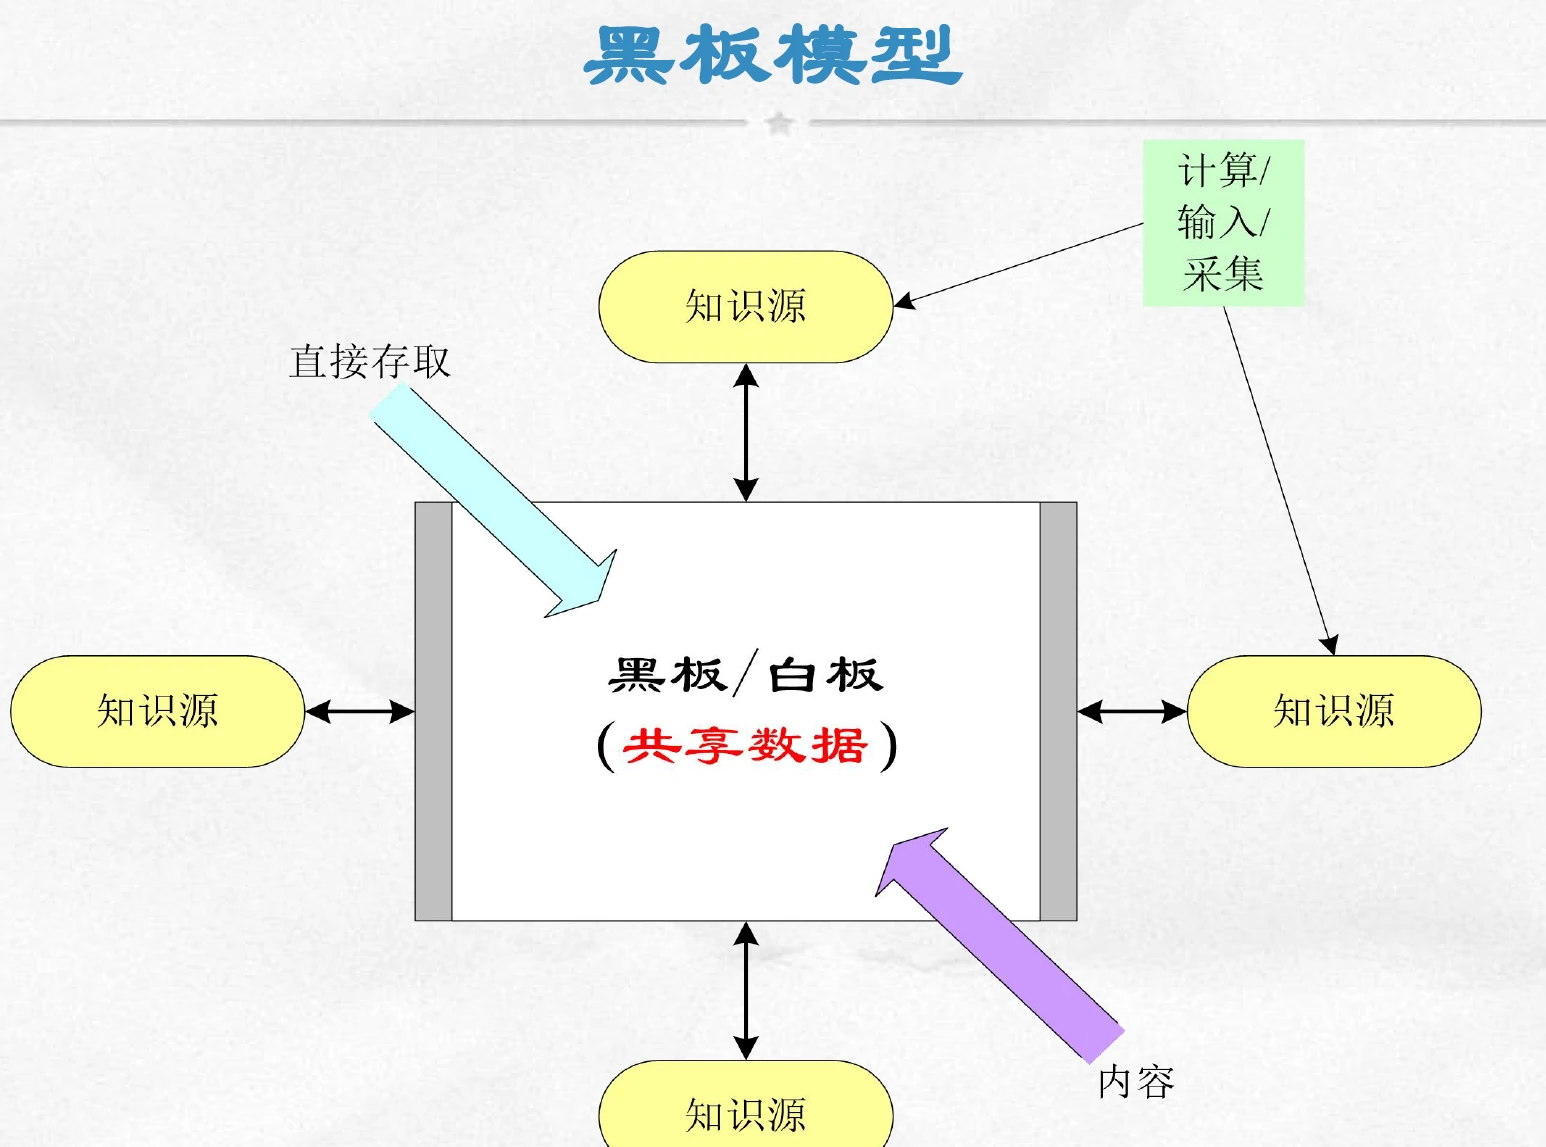 黑板模型
计算/
输入/
采集
知识源
直接存取
黑板/白板
(共享数据)
知识源
知识源
内容
知识源